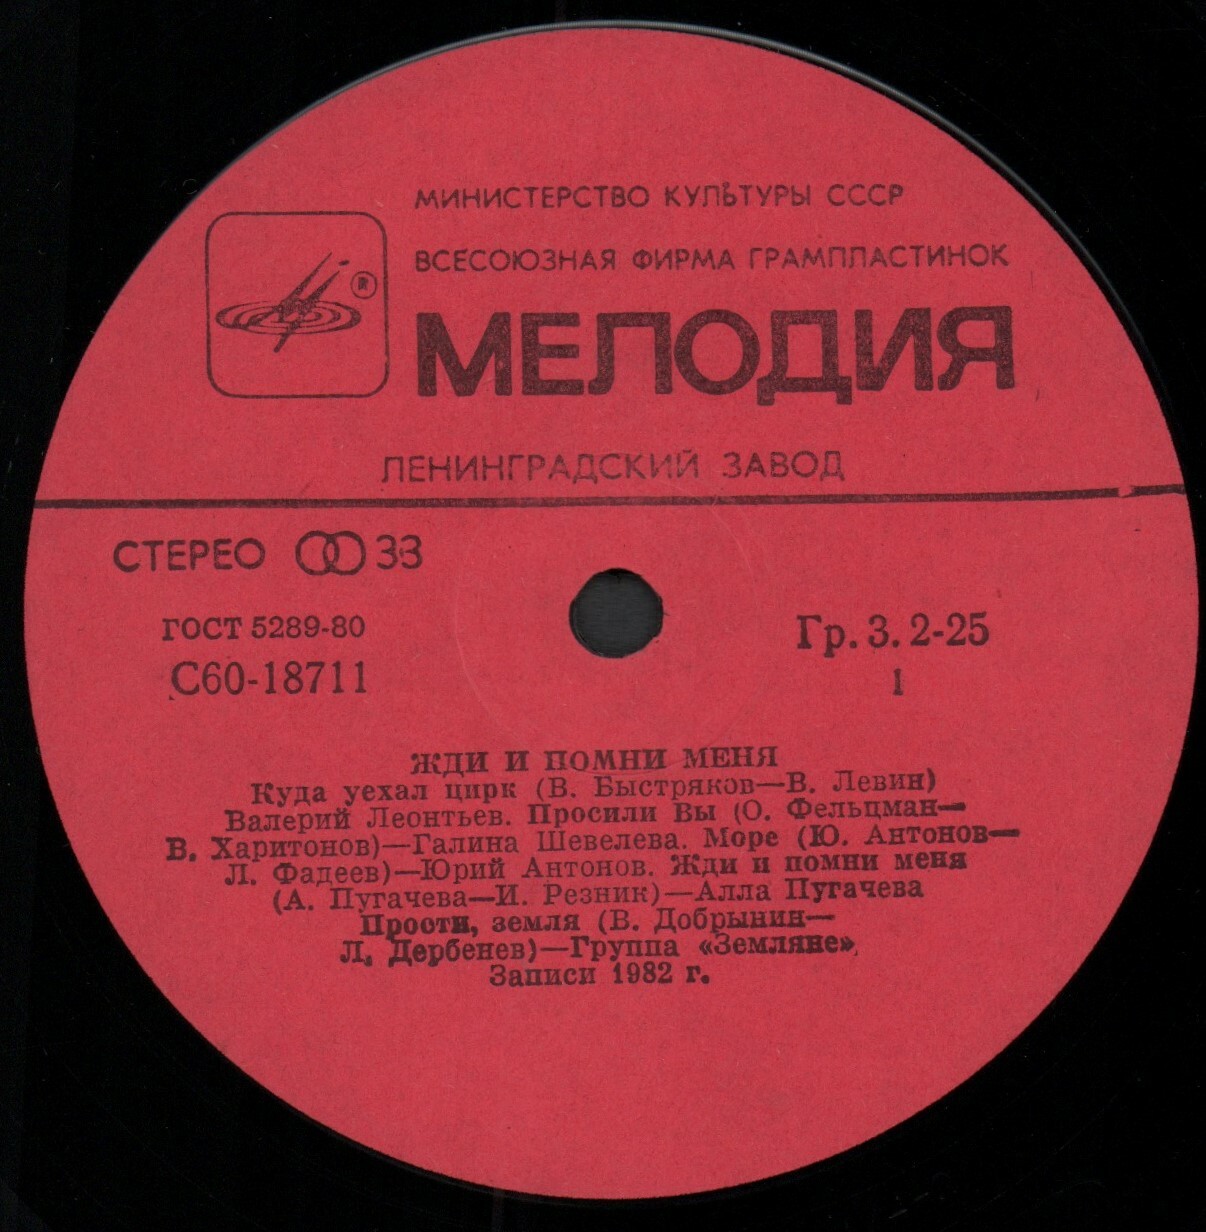 МИНИСТЕРСТВО КУЛЬТУРЫ СССР
ВСЕСОЮЗНАЯ ФИРМА ГРАМПЛАСТИНОК
®
МЕЛОДИЯ
ЛЕНИНГРАДСКИЙ ЗАВОД
СТЕРЕО 33
ГОСТ 5289-80
С60-18711
Гр. 3. 2-25
1
ЖДИ И ПОМНИ МЕНЯ
Куда уехал цирк (В. Быстряков—В. Левин)
Валерий Леонтьев. Просили Вы (О. Фельцман—
В. Харитонов)—Галина Шевелева. Море (Ю. Антонов—
Л. Фадеев)—Юрий Антонов. Жди и помни меня
(А. Пугачева—И. Резник)—Алла Пугачева
Прости, земля (В. Добрынин—
Л. Дербенев)—Группа «Земляне»
Записи 1982 г.